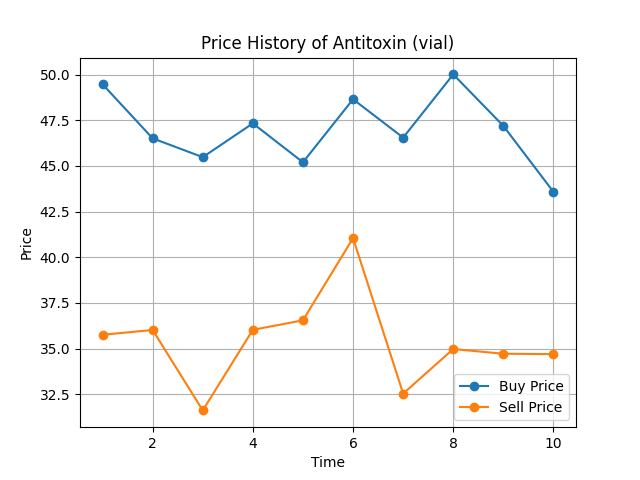 Price History of Antitoxin (vial)
50.0
47.5
45.0
42.5
40.0
37.5
35.0
32.5
Price
Buy Price
Sell Price
2
4
6
8
10
Time